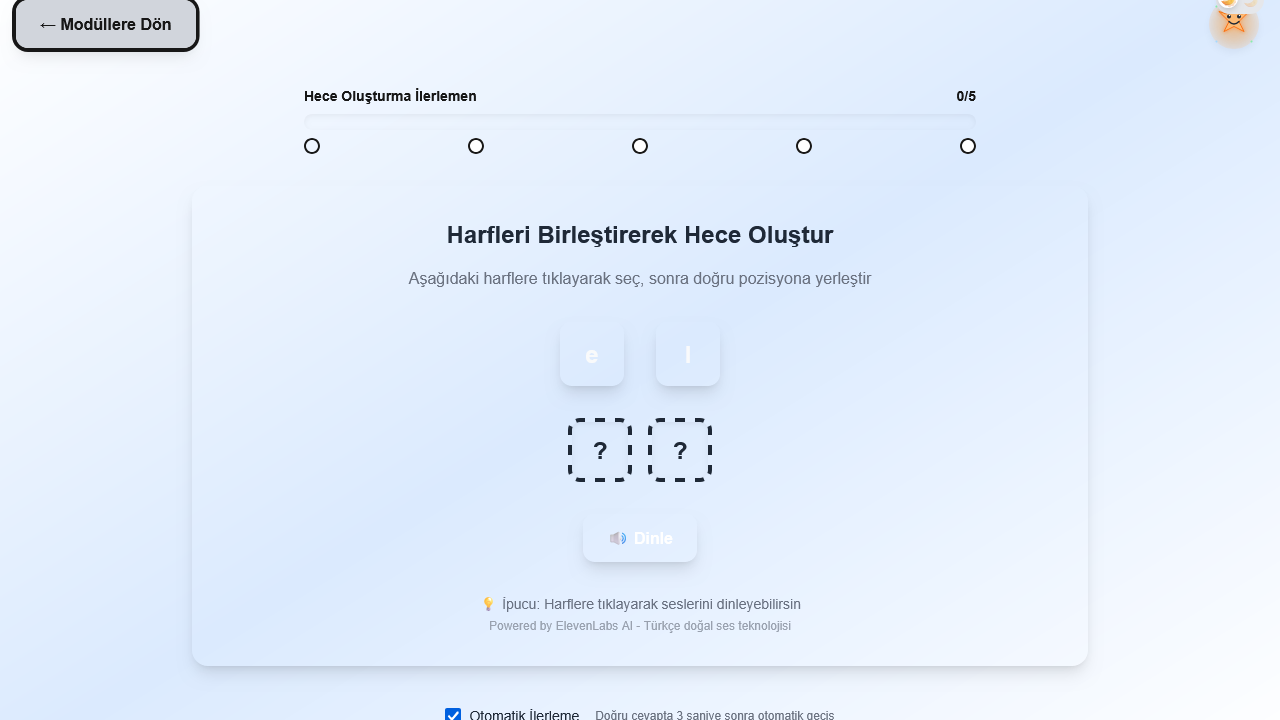 ← Modüllere Dön
Hece Oluşturma İlerlemen 0/5
Harfleri Birleştirerek Hece Oluştur
Aşağıdaki harflere tıklayarak seç, sonra doğru pozisyona yerleştir
e l
? ?
🔊 Dinle
💡 İpucu: Harflere tıklayarak seslerini dinleyebilirsin
Powered by ElevenLabs AI - Türkçe doğal ses teknolojisi
Otomatik İlerleme Doğru cevapta 3 saniye sonra otomatik geçiş